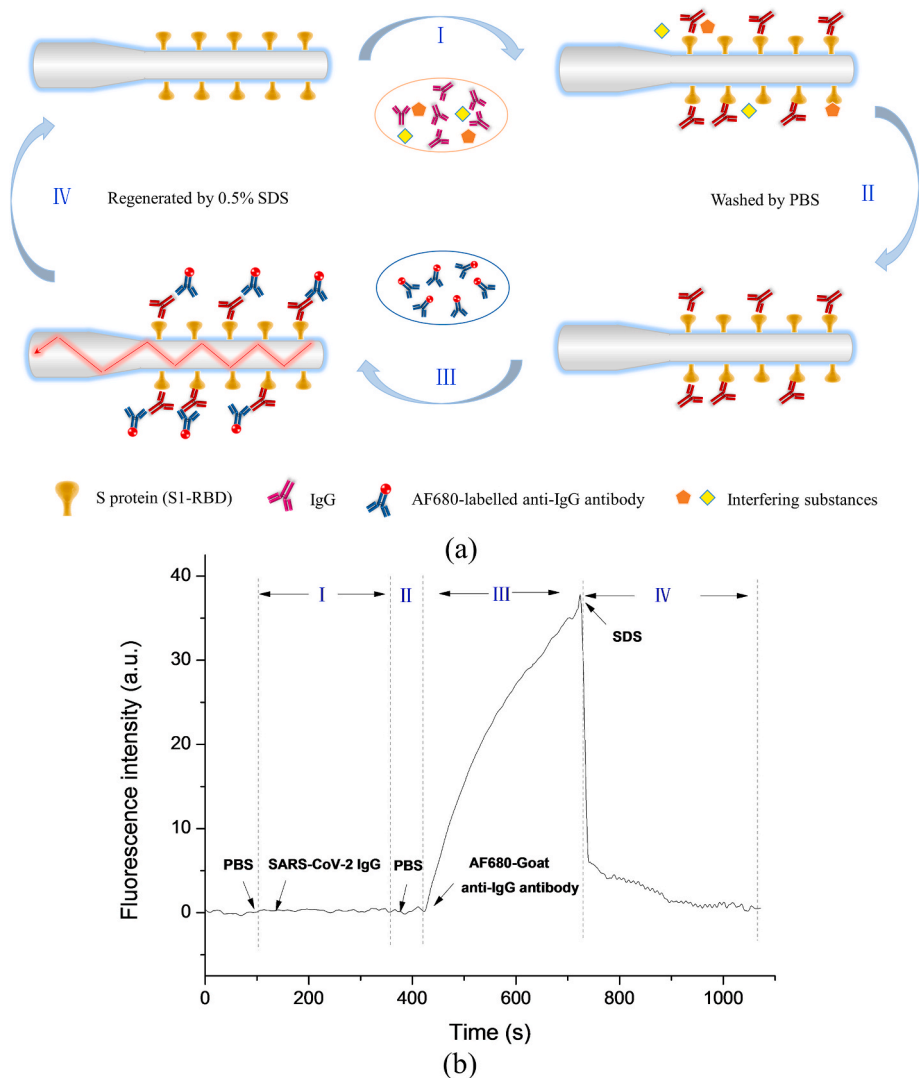 I
IV
Regenerated by 0.5% SDS
Washed by PBS
II
III
S protein (S1-RBD)
IgG
AF680-labelled anti-IgG antibody
Interfering substances
(a)
40
30
20
10
0
Fluorescence intensity (a.u.)
I
II
III
IV
SDS
PBS
SARS-CoV-2 IgG
PBS
AF680-Goat
anti-IgG antibody
0
200
400
600
800
1000
Time (s)
(b)